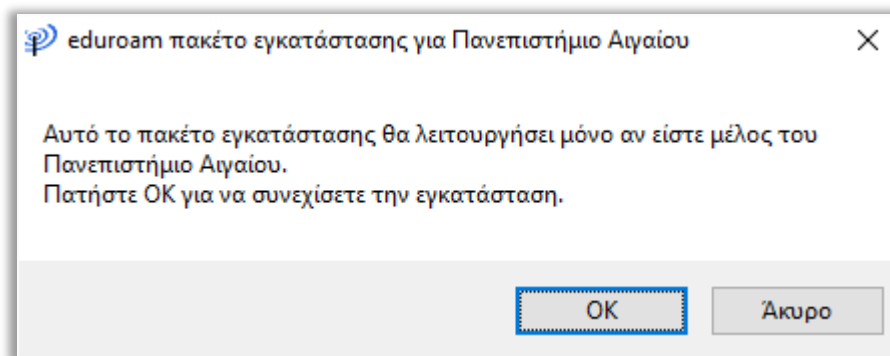 eduroam πακέτο εγκατάστασης για Πανεπιστήμιο Αιγαίου
Αυτό το πακέτο εγκατάστασης θα λειτουργήσει μόνο αν είστε μέλος του
Πανεπιστήμιο Αιγαίου.
Πατήστε OK για να συνεχίσετε την εγκατάσταση.
OK
Άκυρο